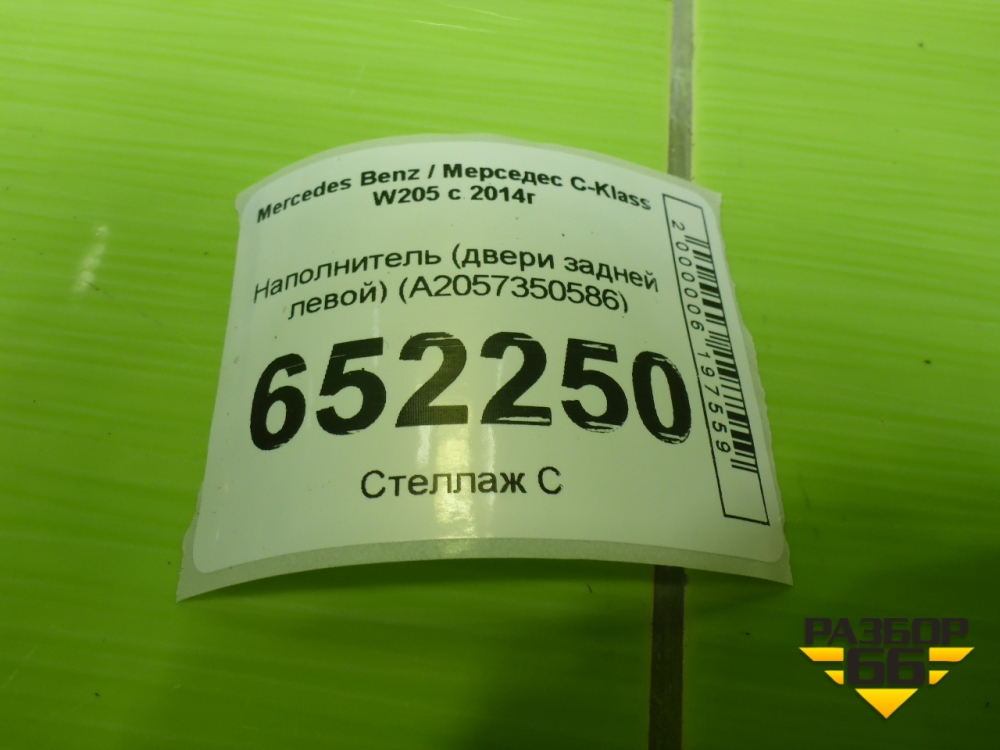 Mercedes Benz / Мерседес C-Klass
W205 с 2014г
Наполнитель (двери задней
левой) (A2057350586)
652250
Стеллаж С
2000006197559
РАЗБОР
66